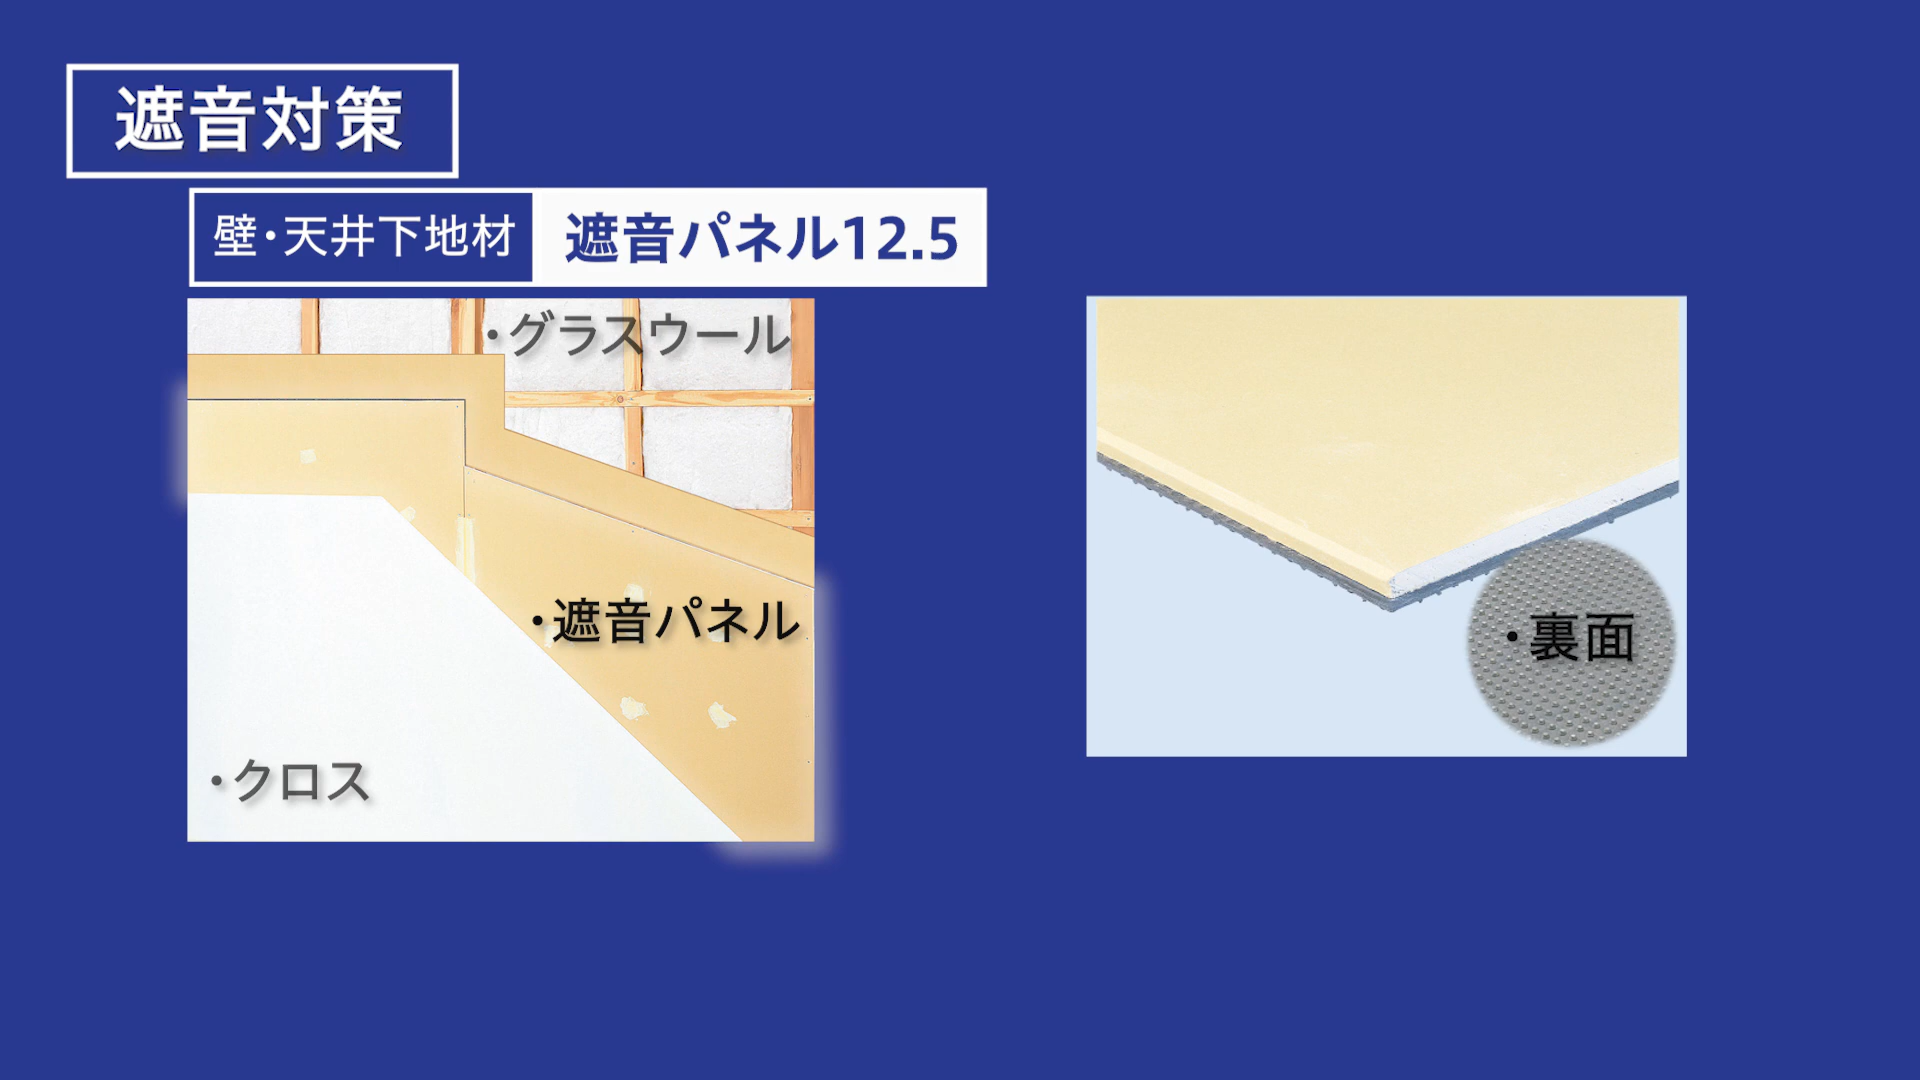 遮音対策
壁・天井下地材
遮音パネル12.5
・グラスウール
・遮音パネル
・クロス
・裏面